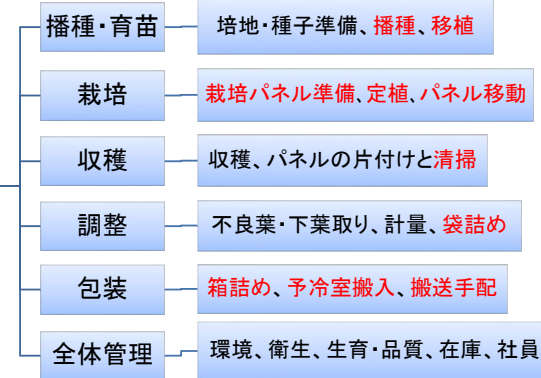 播種・育苗
培地・種子準備、播種、移植
栽培
栽培パネル準備、定植、パネル移動
収穫
収穫、パネルの片付けと清掃
調整
不良葉・下葉取り、計量、袋詰め
包装
箱詰め、予冷室搬入、搬送手配
全体管理
環境、衛生、生育・品質、在庫、社員